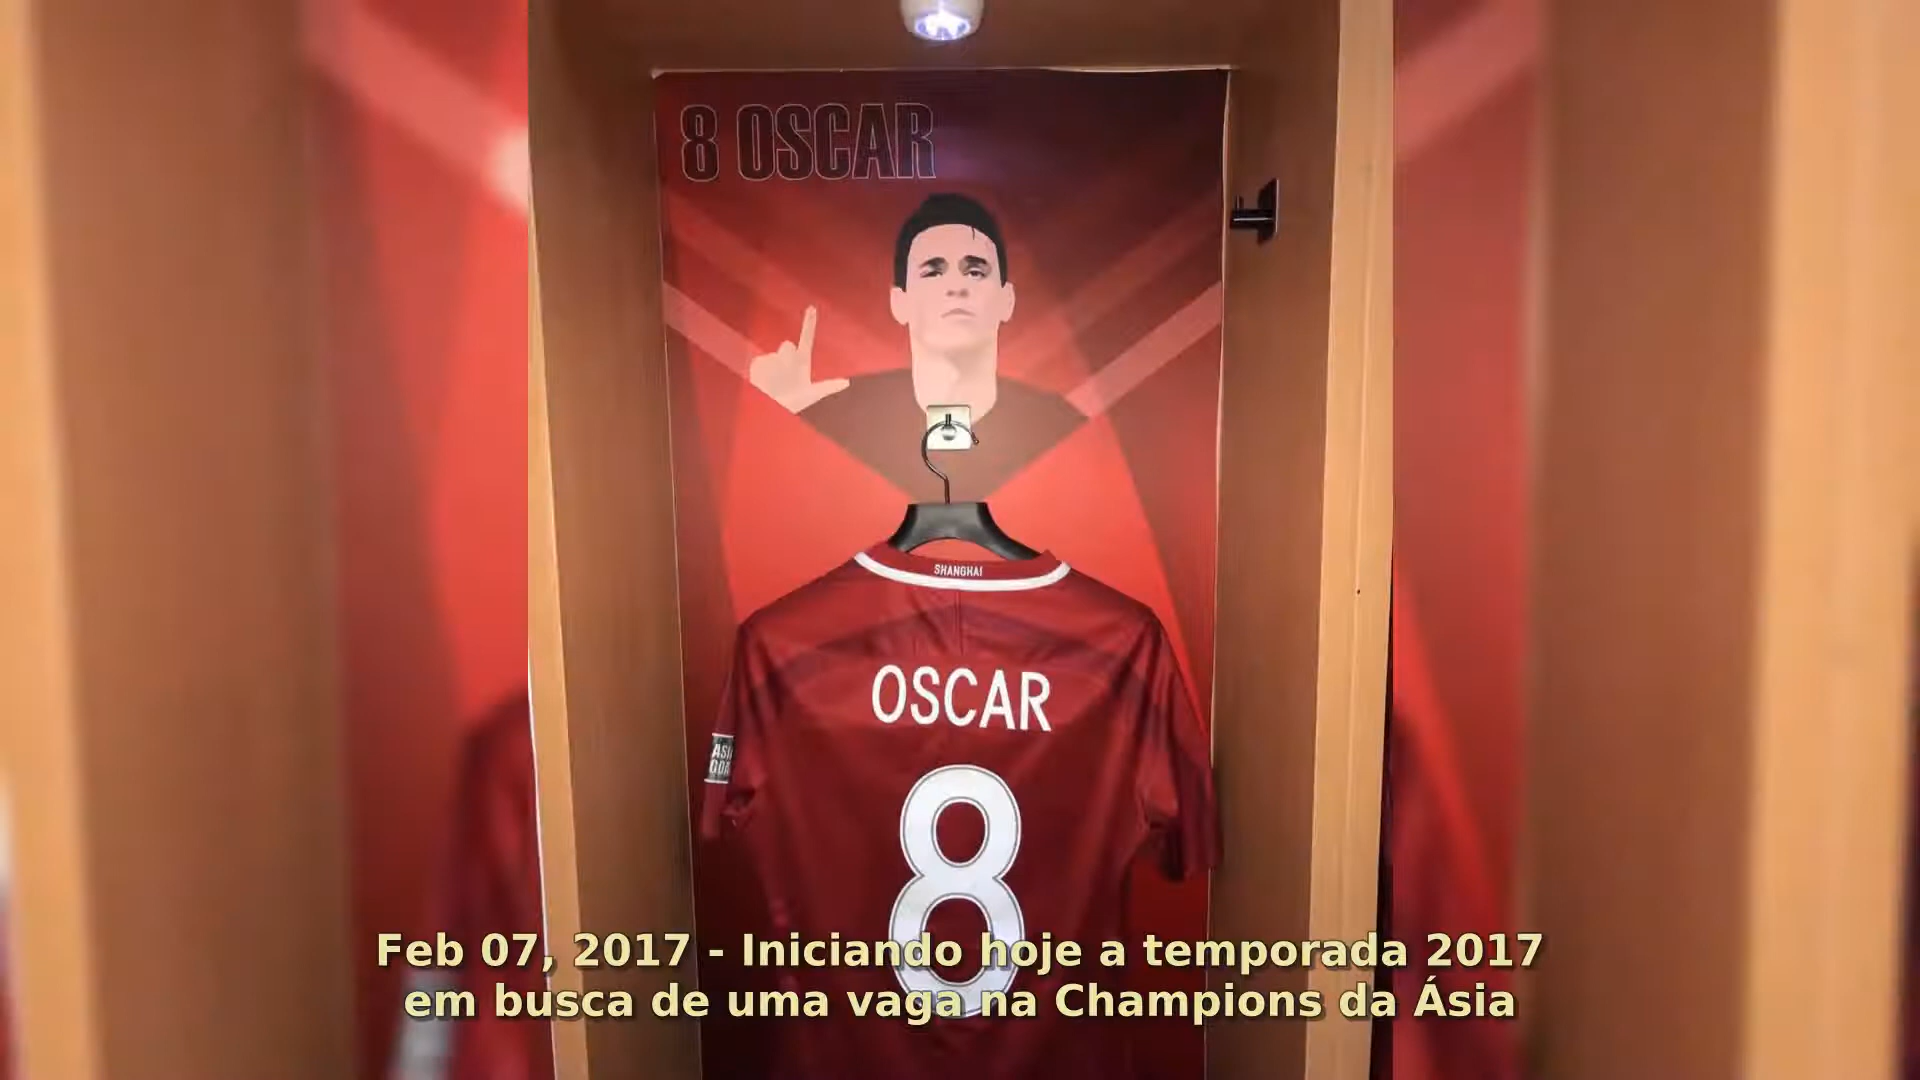 8 OSCAR
SHANGHAI
OSCAR
8
Feb 07, 2017 - Iniciando hoje a temporada 2017
em busca de uma vaga na Champions da Ásia